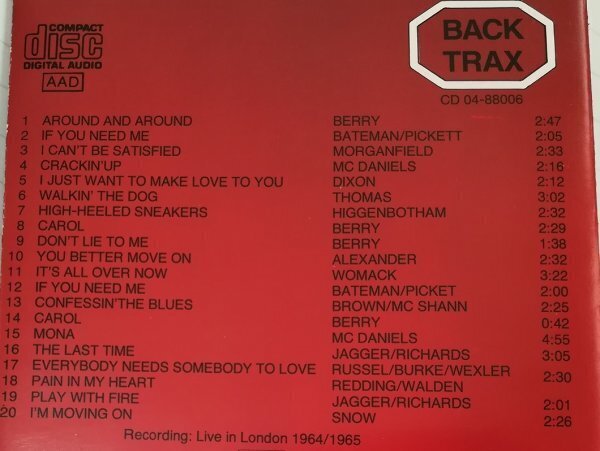 COMPACT
disc
DIGITAL AUDIO
AAD
BACK
TRAX
CD 04-88006
1 AROUND AND AROUND BERRY 2:47
2 IF YOU NEED ME BATEMAN/PICKETT 2:05
3 I CAN'T BE SATISFIED MORGANFIELD 2:33
4 CRACKIN'UP MC DANIELS 2:16
5 I JUST WANT TO MAKE LOVE TO YOU DIXON 2:12
6 WALKIN' THE DOG THOMAS 3:02
7 HIGH-HEELED SNEAKERS HIGGENBOTHAM 2:32
8 CAROL BERRY 2:29
9 DON'T LIE TO ME BERRY 1:38
10 YOU BETTER MOVE ON ALEXANDER 2:32
11 IT'S ALL OVER NOW WOMACK 3:22
12 IF YOU NEED ME BATEMAN/PICKET 2:00
13 CONFESSIN'THE BLUES BROWN/MC SHANN 2:25
14 CAROL BERRY 0:42
15 MONA MC DANIELS 4:55
16 THE LAST TIME JAGGER/RICHARDS 3:05
17 EVERYBODY NEEDS SOMEBODY TO LOVE RUSSEL/BURKE/WEXLER
18 PAIN IN MY HEART REDDING/WALDEN 2:30
19 PLAY WITH FIRE JAGGER/RICHARDS 2:01
20 I'M MOVING ON SNOW 2:26
Recording: Live in London 1964/1965